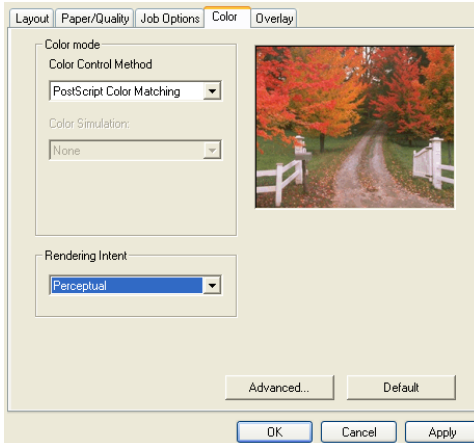 Layout Paper/Quality Job Options Color Overlay
Color mode
Color Control Method
PostScript Color Matching
Color Simulation:
None
Rendering Intent
Perceptual
Advanced... Default
OK Cancel Apply